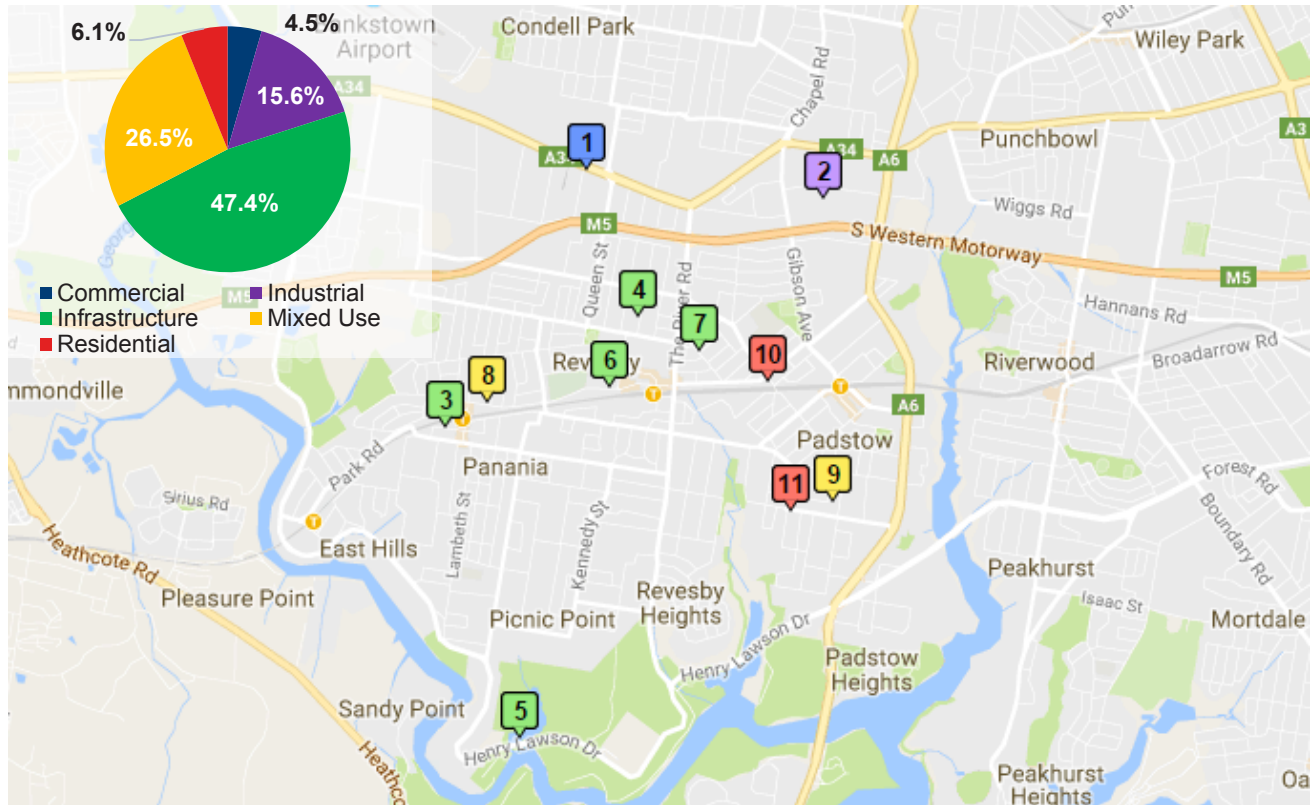 6.1%
4.5%
15.6%
26.5%
47.4%
Commercial
Industrial
Infrastructure
Mixed Use
Residential
Airport
Condell Park
Chapel Rd
Wiley Park
A34
1
A34
A6
2
Punchbowl
A3
Wiggs Rd
M5
S Western Motorway
M5
Queen St
The River Rd
Gibson Ave
4
7
Hannans Rd
Broadarrow Rd
6
10
Riverwood
8
3
T
T
T
A6
Padstow
Park Rd
Panania
11
9
Forest Rd
Boundary Rd
Sirius Rd
Lambeth St
Kennedy St
T
Heathcote Rd
East Hills
Pleasure Point
Picnic Point
Revesby
Heights
Peakhurst
Isaac St
Mortdale
Henry Lawson Dr
Padstow
Heights
Sandy Point
5
Henry Lawson Dr
Peakhurst
Heights